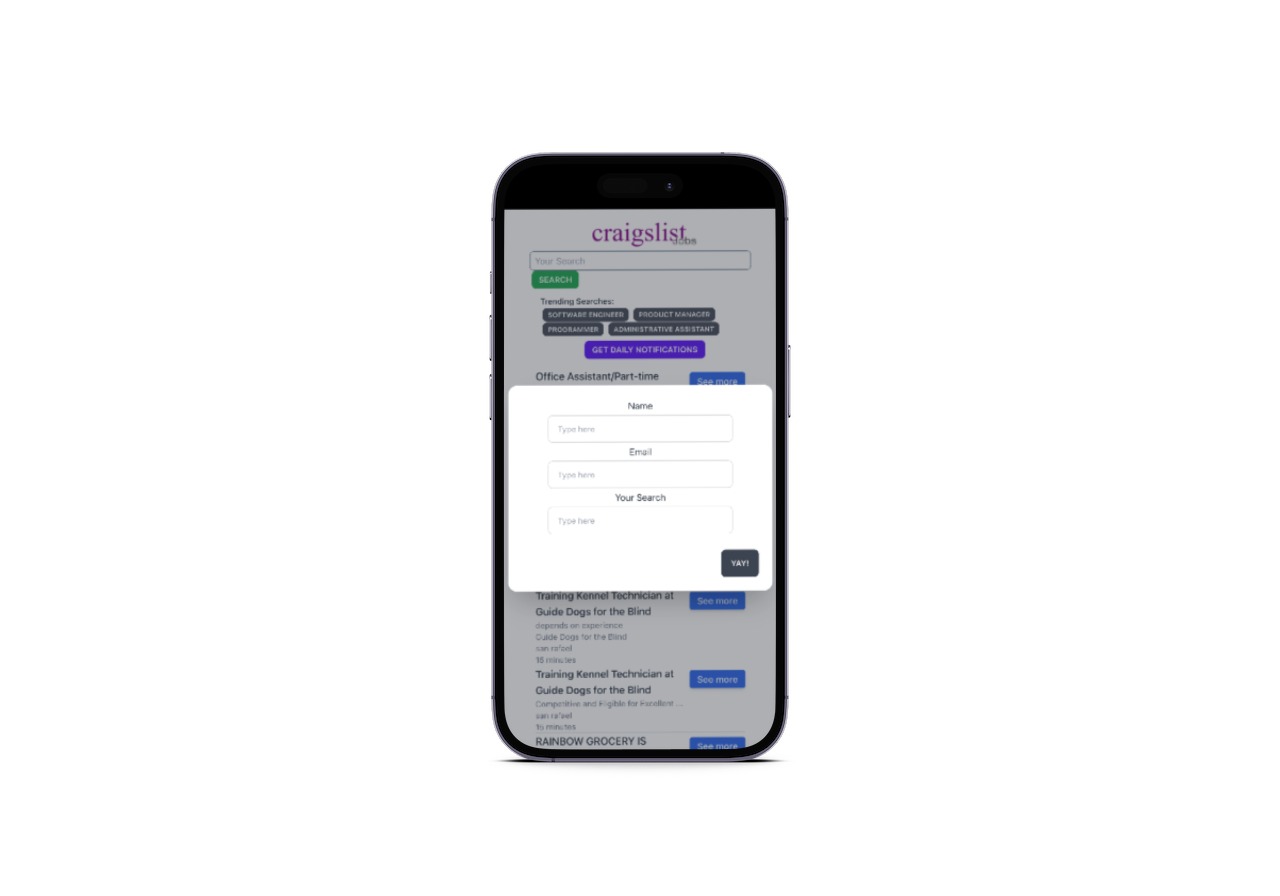 craigslist
Jobs
Your Search
SEARCH
Trending Searches:
SOFTWARE ENGINEER PRODUCT MANAGER
PROGRAMMER ADMINISTRATIVE ASSISTANT
GET DAILY NOTIFICATIONS
Office Assistant/Part-time See more
Name
Type here
Email
Type here
Your Search
Type here
YAY!
Training Kennel Technician at See more
Guide Dogs for the Blind
depends on experience
Guide Dogs for the Blind
san rafael
16 minutes
Training Kennel Technician at See more
Guide Dogs for the Blind
Competitive and Eligible for Excellent ...
san rafael
15 minutes
RAINBOW GROCERY IS See more